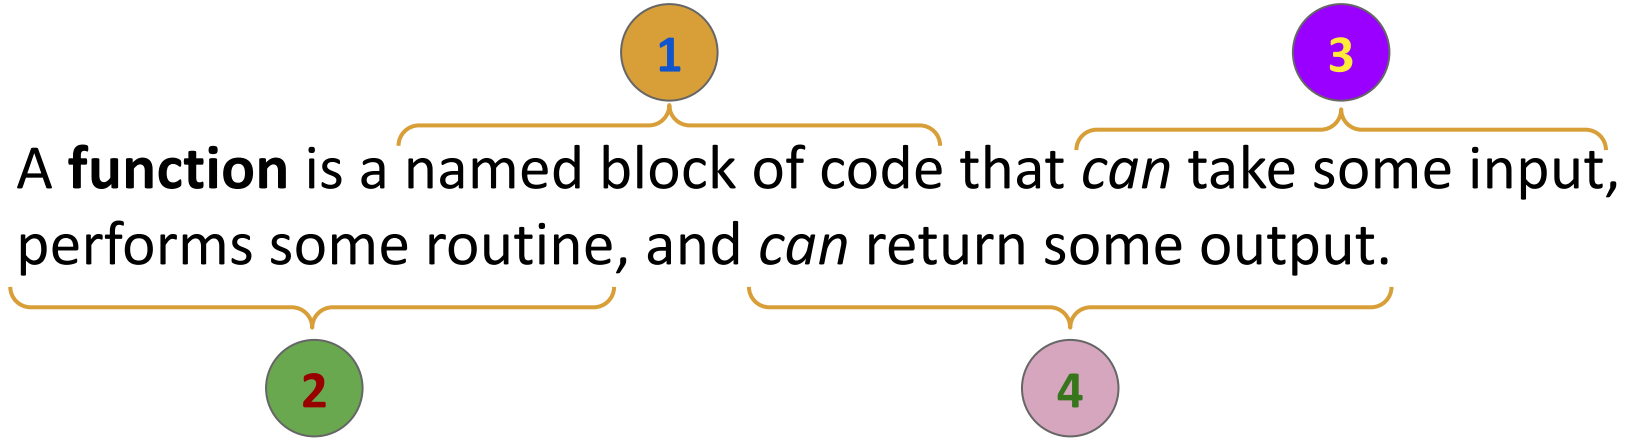 1
3
A function is a named block of code that can take some input,
performs some routine, and can return some output.
2
4